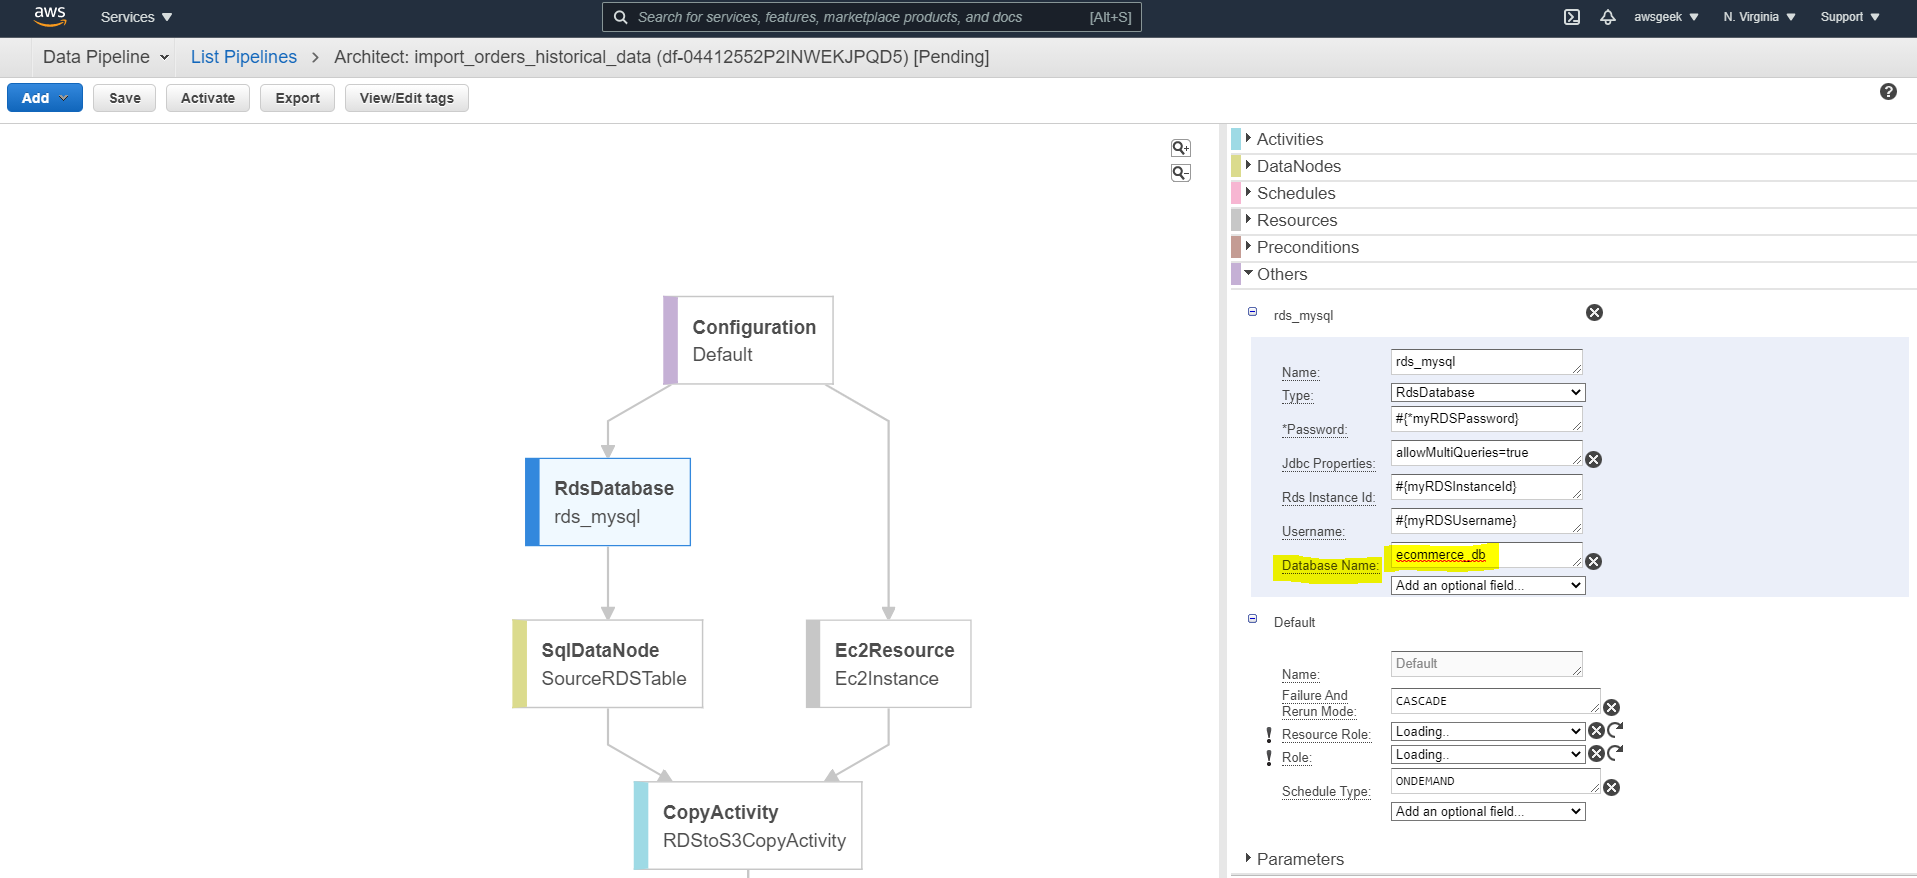 aws
Services
Search for services, features, marketplace products, and docs [Alt+S]
awsgeek
N. Virginia
Support
Data Pipeline
List Pipelines
Architect: import_orders_historical_data (df-04412552P2INWEKJPQD5) [Pending]
Add
Save
Activate
Export
View/Edit tags
Configuration
Default
RdsDatabase
rds_mysql
SqlDataNode
SourceRDSTable
Ec2Resource
Ec2Instance
CopyActivity
RDStoS3CopyActivity
Activities
DataNodes
Schedules
Resources
Preconditions
Others
rds_mysql
Name: rds_mysql
Type: RdsDatabase
*Password: #{*myRDSPassword}
Jdbc Properties: allowMultiQueries=true
Rds Instance Id: #{myRDSInstanceId}
Username: #{myRDSUsername}
Database Name: ecommerce_db
Add an optional field...
Default
Name: Default
Failure And
Rerun Mode: CASCADE
Resource Role: Loading..
Role: Loading..
Schedule Type: ONDEMAND
Add an optional field...
Parameters